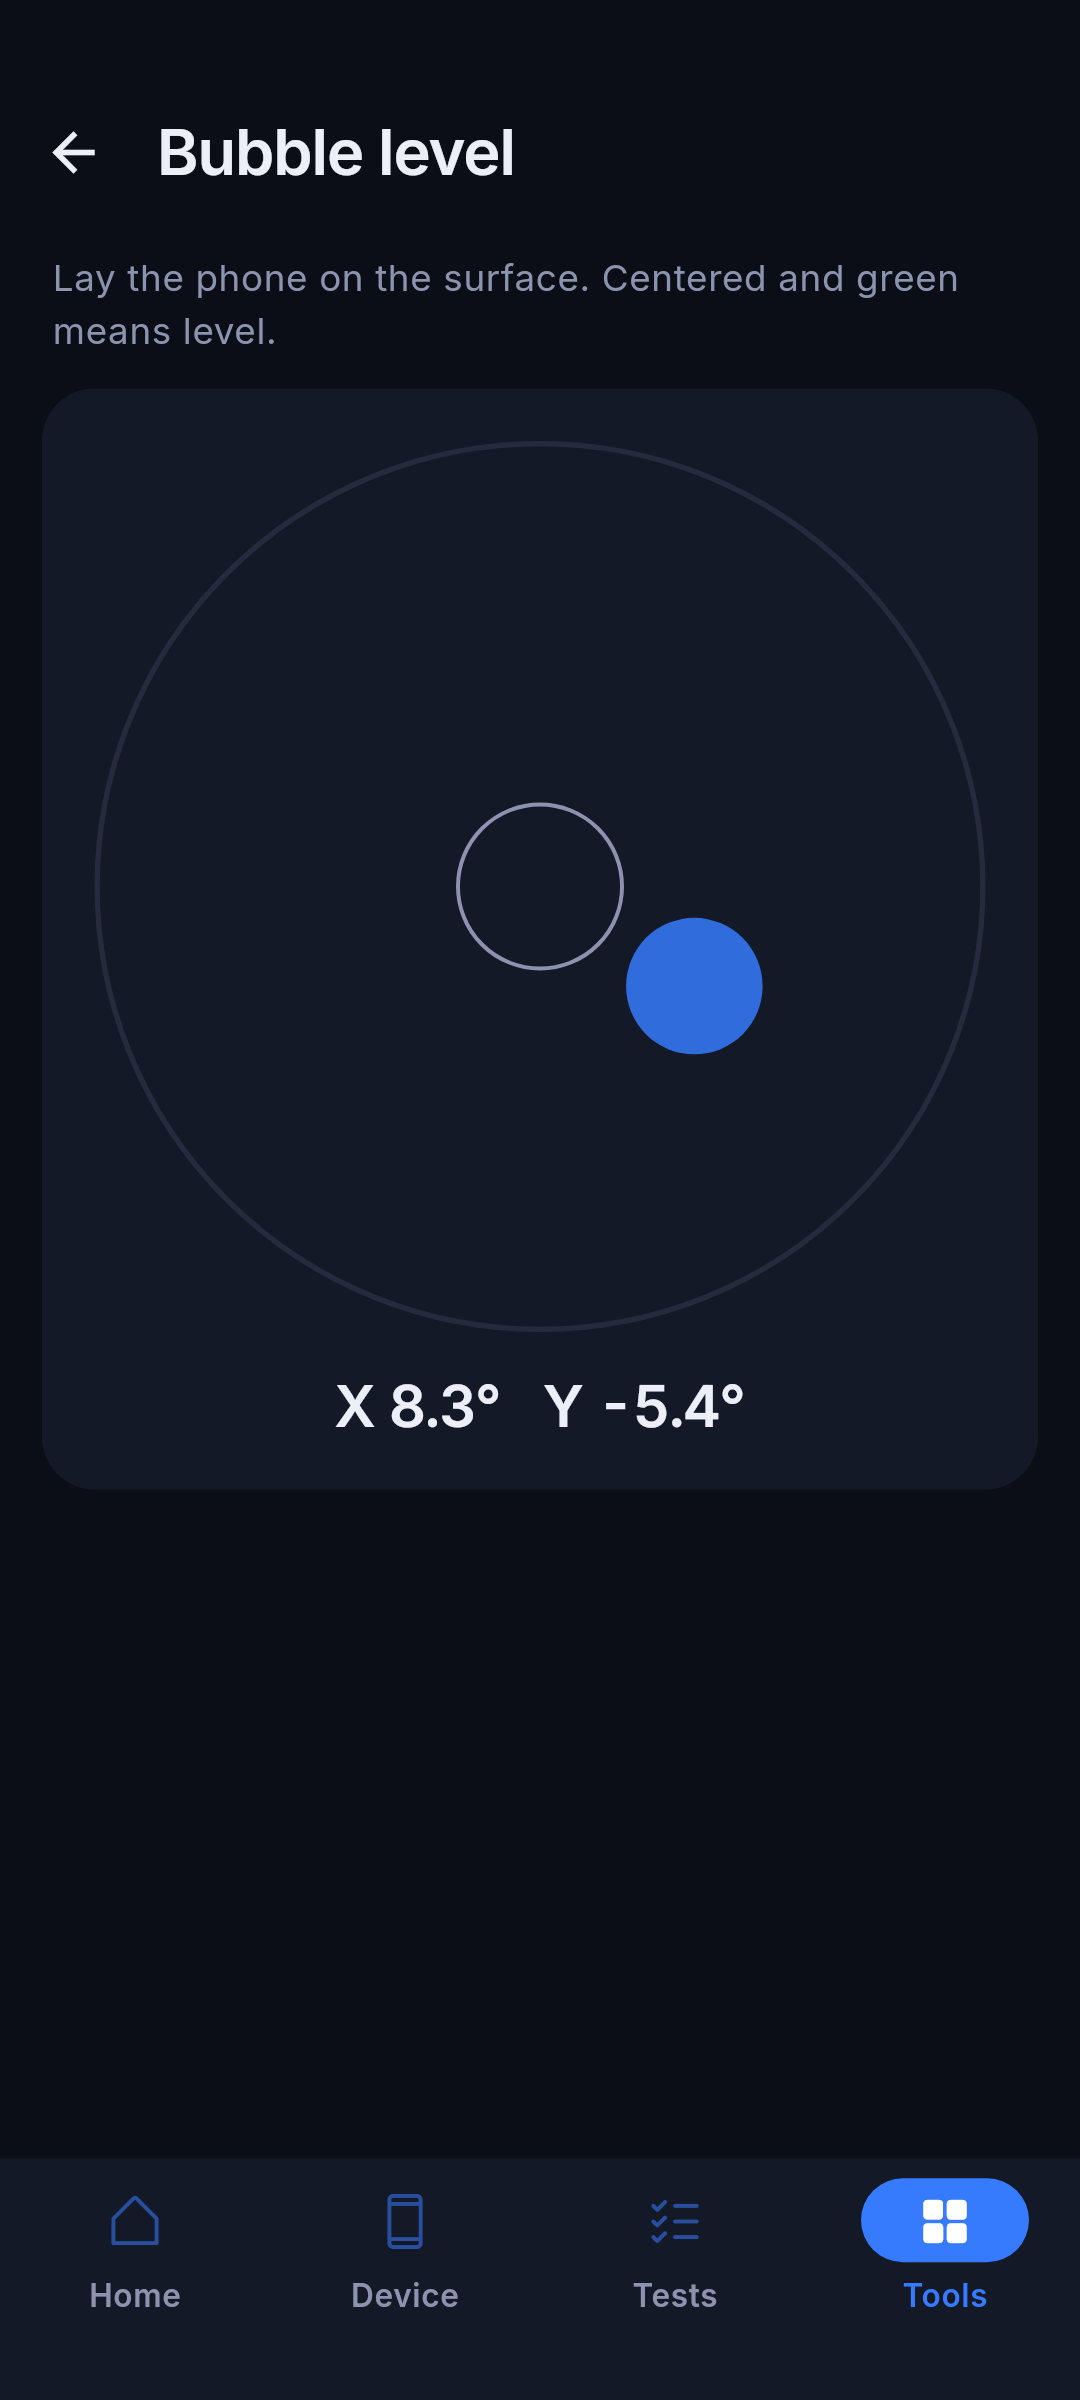 Bubble level
Lay the phone on the surface. Centered and green
means level.
X 8.3° Y -5.4°
Home Device Tests Tools